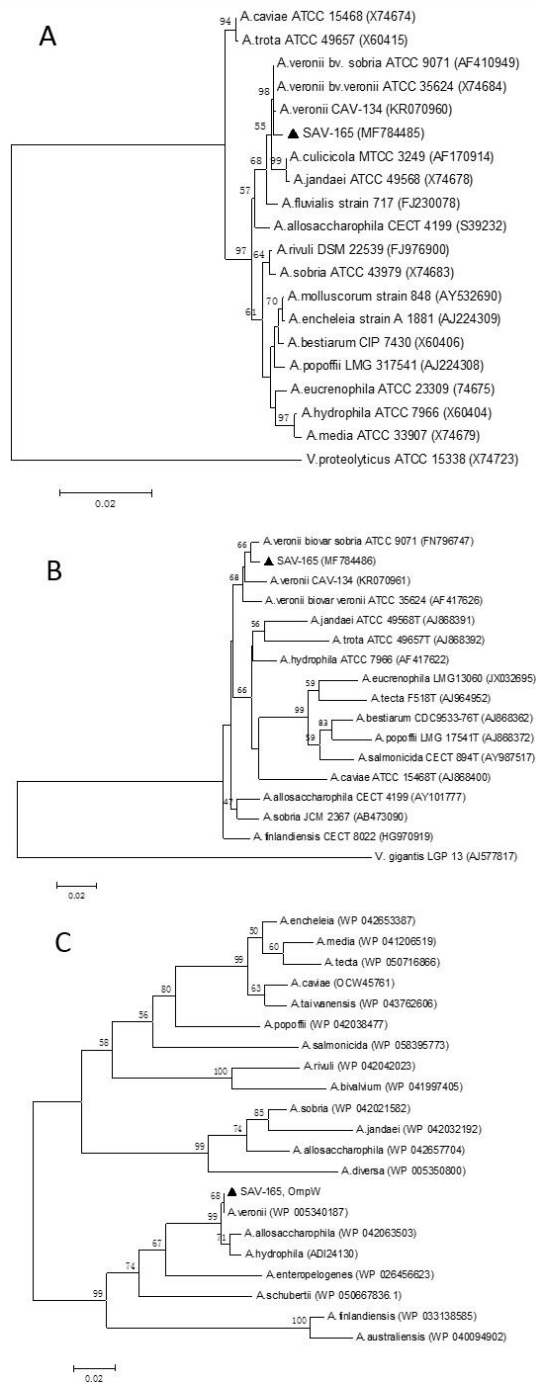 A
94
A.caviae ATCC 15468 (X74674)
A.trota ATCC 49657 (X60415)
A.veronii bv. sobria ATCC 9071 (AF410949)
A.veronii bv.veronii ATCC 35624 (X74684)
98
A.veronii CAV-134 (KR070960)
55
▲ SAV-165 (MF784485)
99
A.culicicola MTCC 3249 (AF170914)
68
A.jandaei ATCC 49568 (X74678)
57
A.fluvialis strain 717 (FJ230078)
A.allosaccharophila CECT 4199 (S39232)
97
64
A.rivuli DSM 22539 (FJ976900)
A.sobria ATCC 43979 (X74683)
70
A.molluscorum strain 848 (AY532690)
61
A.encheleia strain A 1881 (AJ224309)
A.bestiarum CIP 7430 (X60406)
A.popoffii LMG 317541 (AJ224308)
A.eucrenophila ATCC 23309 (74675)
97
A.hydrophila ATCC 7966 (X60404)
A.media ATCC 33907 (X74679)
V.proteolyticus ATCC 15338 (X74723)
0.02
B
66
A.veronii biovar sobria ATCC 9071 (FN796747)
▲ SAV-165 (MF784486)
68
A.veronii CAV-134 (KR070961)
A.veronii biovar veronii ATCC 35624 (AF417626)
56
A.jandaei ATCC 49568T (AJ868391)
A.trota ATCC 49657T (AJ868392)
A.hydrophila ATCC 7966 (AF417622)
66
59
A.eucrenophila LMG13060 (JX032695)
A.tecta F518T (AJ964952)
99
83
A.bestiarum CDC9533-76T (AJ868362)
59
A.popoffii LMG 17541T (AJ868372)
A.salmonicida CECT 894T (AY987517)
A.caviae ATCC 15468T (AJ868400)
47
A.allosaccharophila CECT 4199 (AY101777)
A.sobria JCM 2367 (AB473090)
A.finlandiensis CECT 8022 (HG970919)
V. gigantis LGP 13 (AJ577817)
0.02
C
50
A.encheleia (WP 042653387)
60
A.media (WP 041206519)
99
A.tecta (WP 050716866)
63
A.caviae (OCW45761)
80
A.taiwanensis (WP 043762606)
56
A.popoffii (WP 042038477)
58
A.salmonicida (WP 058395773)
100
A.rivuli (WP 042042023)
A.bivalvium (WP 041997405)
85
A.sobria (WP 042021582)
74
A.jandaei (WP 042032192)
99
A.allosaccharophila (WP 042657704)
A.diversa (WP 005350800)
68
▲ SAV-165, OmpW
99
A.veronii (WP 005340187)
71
A.allosaccharophila (WP 042063503)
67
A.hydrophila (ADI24130)
74
A.enteropelogenes (WP 026456623)
99
A.schubertii (WP 050667836.1)
100
A.finlandiensis (WP 033138585)
A.australiensis (WP 040094902)
0.02